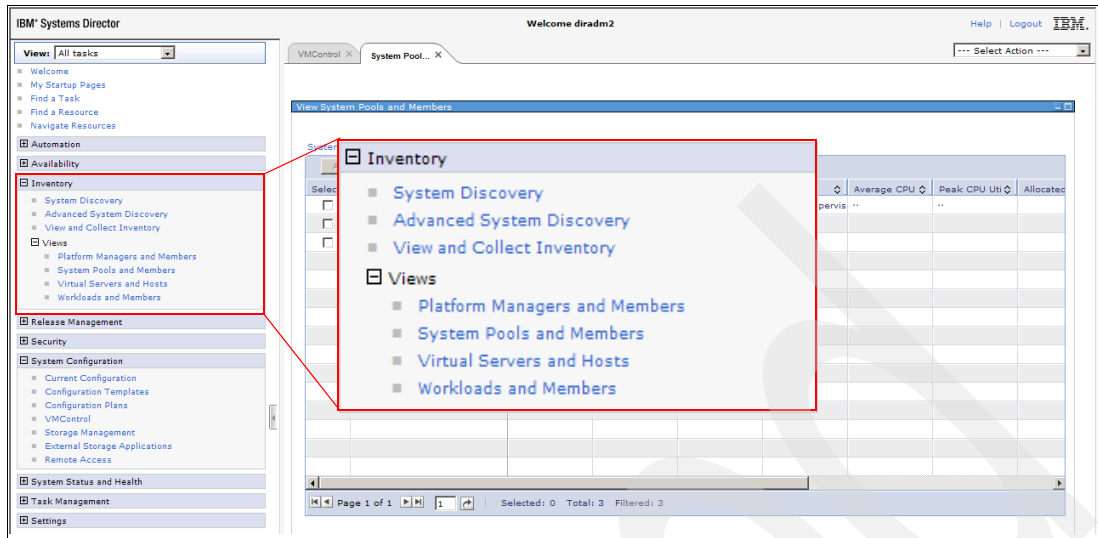 IBM® Systems Director
Welcome diradm2
Help | Logout IBM.
View: All tasks
Welcome
My Startup Pages
Find a Task
Find a Resource
Navigate Resources
Automation
Availability
Inventory
System Discovery
Advanced System Discovery
View and Collect Inventory
Views
Platform Managers and Members
System Pools and Members
Virtual Servers and Hosts
Workloads and Members
Release Management
Security
System Configuration
Current Configuration
Configuration Templates
Configuration Plans
VMControl
Storage Management
External Storage Applications
Remote Access
System Status and Health
Task Management
Settings
VMControl X System Pool... X
--- Select Action ---
View System Pools and Members
Selec Average CPU Peak CPU Uti Allocated
pervis -- --
Inventory
System Discovery
Advanced System Discovery
View and Collect Inventory
Views
Platform Managers and Members
System Pools and Members
Virtual Servers and Hosts
Workloads and Members
Page 1 of 1 1 | Selected: 0 Total: 3 Filtered: 3